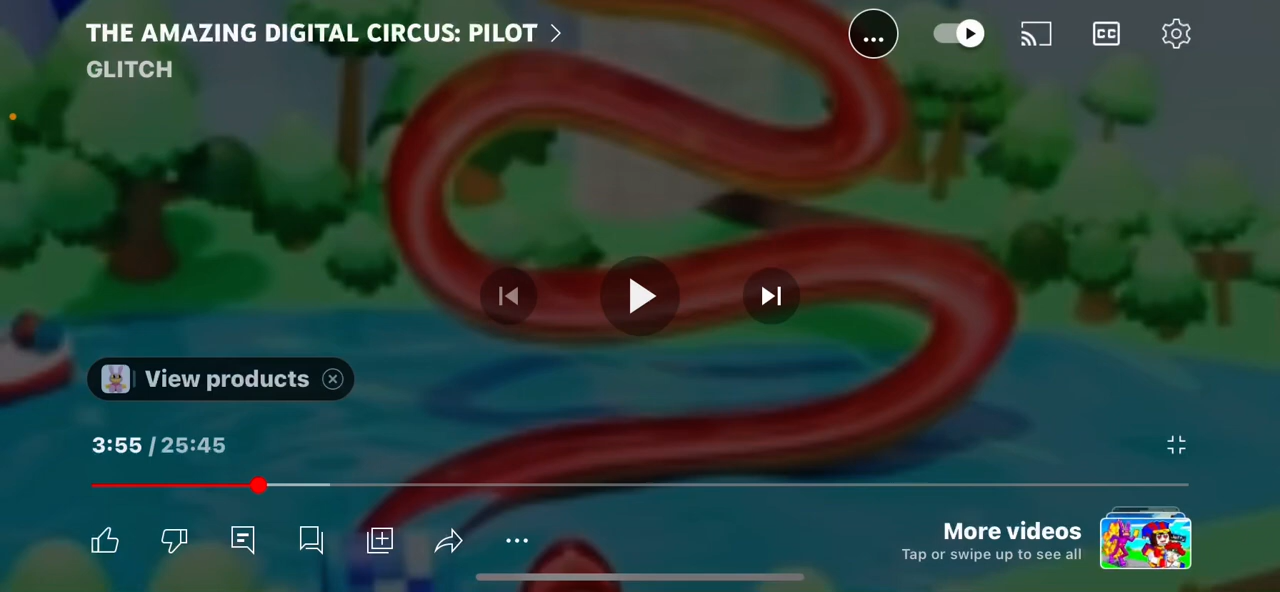 THE AMAZING DIGITAL CIRCUS: PILOT
GLITCH
CC
View products
3:55 / 25:45
More videos
Tap or swipe up to see all